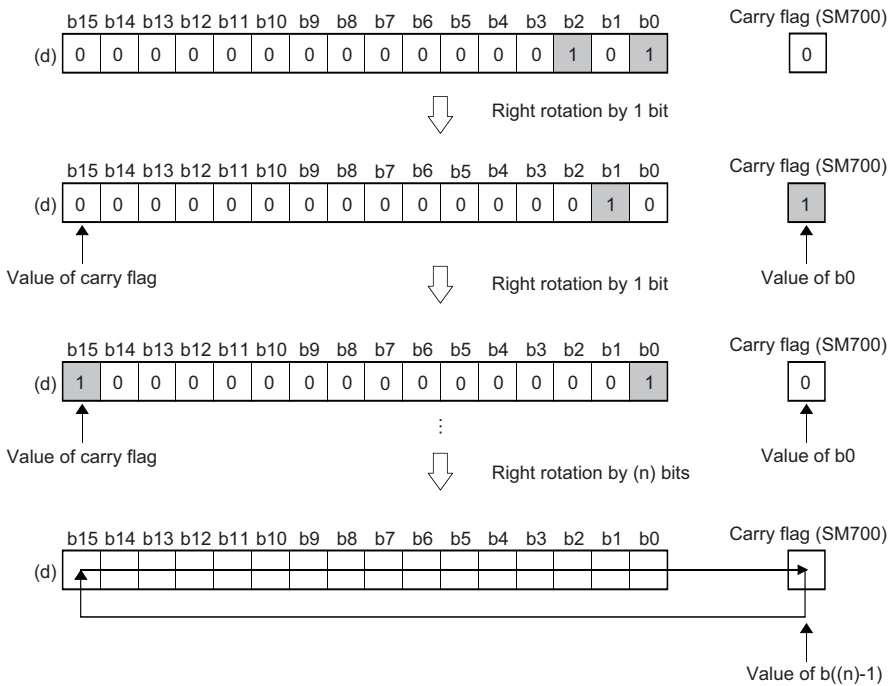 b15 b14 b13 b12 b11 b10 b9 b8 b7 b6 b5 b4 b3 b2 b1 b0 Carry flag (SM700)
(d) 0 0 0 0 0 0 0 0 0 0 0 0 0 1 0 1 0
Right rotation by 1 bit
b15 b14 b13 b12 b11 b10 b9 b8 b7 b6 b5 b4 b3 b2 b1 b0 Carry flag (SM700)
(d) 0 0 0 0 0 0 0 0 0 0 0 0 0 0 1 0 1
Value of carry flag Value of b0
Right rotation by 1 bit
b15 b14 b13 b12 b11 b10 b9 b8 b7 b6 b5 b4 b3 b2 b1 b0 Carry flag (SM700)
(d) 1 0 0 0 0 0 0 0 0 0 0 0 0 0 0 1 0
Value of carry flag ⋮ Value of b0
Right rotation by (n) bits
b15 b14 b13 b12 b11 b10 b9 b8 b7 b6 b5 b4 b3 b2 b1 b0 Carry flag (SM700)
(d)
Value of b((n)-1)